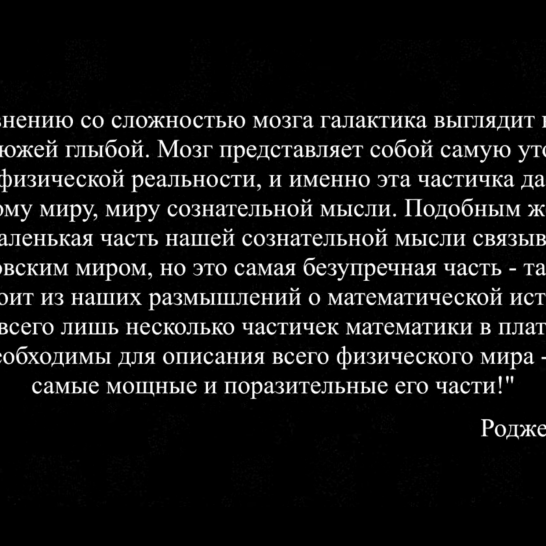 внению со сложностью мозга галактика выглядит
южей глыбой. Мозг представляет собой самую уто
физической реальности, и именно эта частичка да
ому миру, миру сознательной мысли. Подобным ж
аленькая часть нашей сознательной мысли связыв
овским миром, но это самая безупречная часть - та
оит из наших размышлений о математической ист
всего лишь несколько частичек математики в плат
еобходимы для описания всего физического мира -
самые мощные и поразительные его части!"
Родже